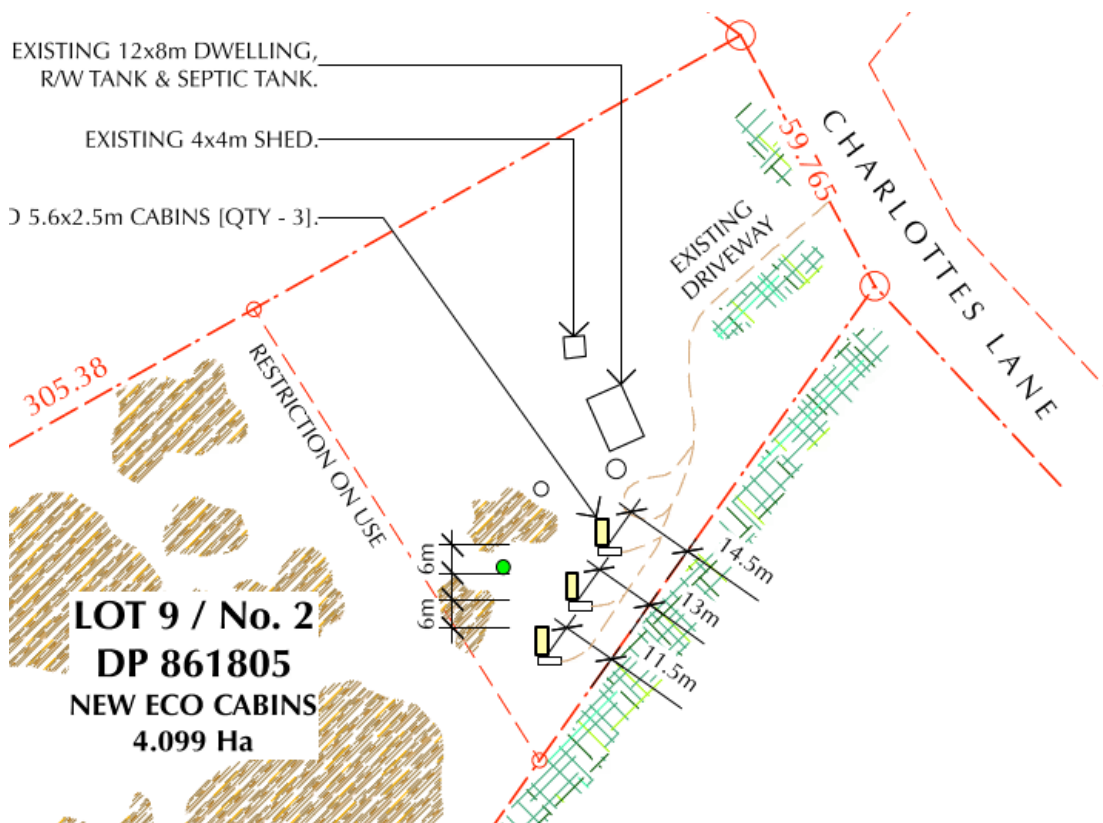 EXISTING 12x8m DWELLING,
R/W TANK & SEPTIC TANK.
EXISTING 4x4m SHED.
5.6x2.5m CABINS [QTY - 3].
59.765
CHARLOTTES LANE
EXISTING
DRIVEWAY
305.38
RESTRICTION ON USE
6m
6m
14.5m
13m
11.5m
LOT 9 / No. 2
DP 861805
NEW ECO CABINS
4.099 Ha